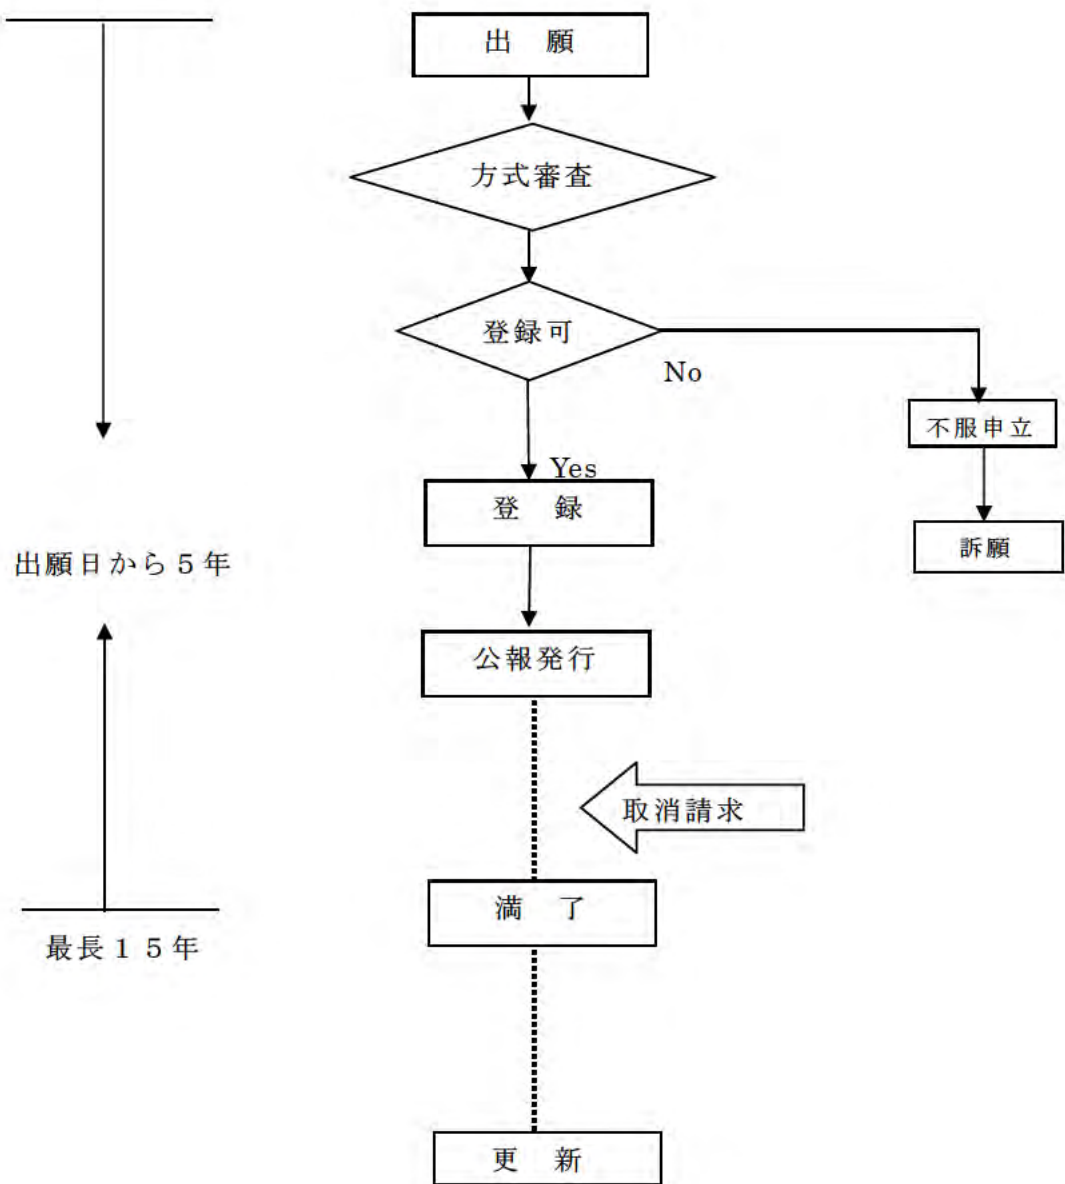 出　願
方式審査
登録可
No
不服申立
Yes
登　録
訴願
出願日から５年
公報発行
取消請求
満　了
最長１５年
更　新